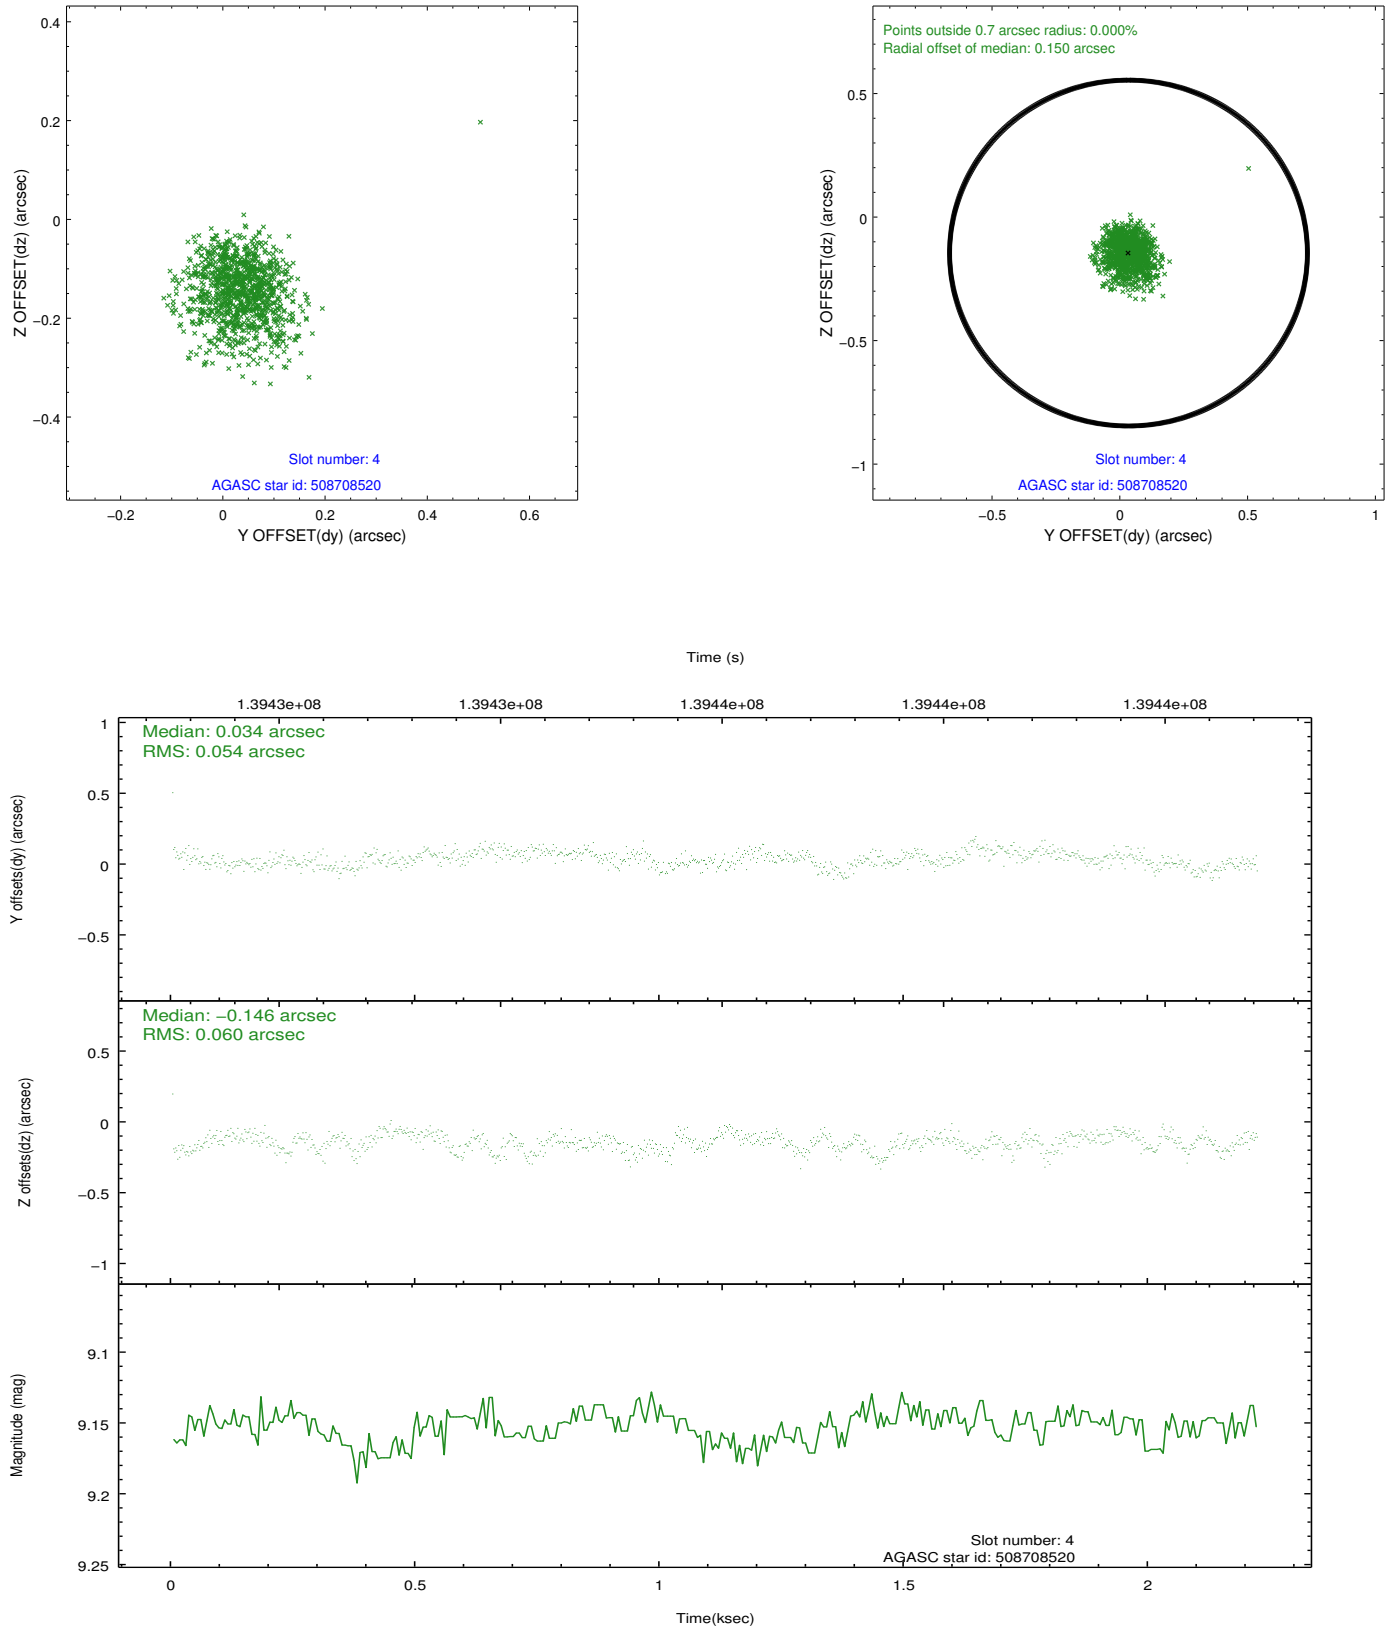 0.4
0.2
0
−0.2
−0.4
Z OFFSET(dz) (arcsec)
Slot number: 4
AGASC star id: 508708520
−0.2 0 0.2 0.4 0.6
Y OFFSET(dy) (arcsec)
Points outside 0.7 arcsec radius: 0.000%
Radial offset of median: 0.150 arcsec
0.5
0
−0.5
−1
Z OFFSET(dz) (arcsec)
Slot number: 4
AGASC star id: 508708520
−0.5 0 0.5 1
Y OFFSET(dy) (arcsec)
Time (s)
1.3943e+08 1.3943e+08 1.3944e+08 1.3944e+08 1.3944e+08
Median: 0.034 arcsec
RMS: 0.054 arcsec
1
0.5
0
−0.5
Y offsets(dy) (arcsec)
Median: −0.146 arcsec
RMS: 0.060 arcsec
0.5
0
−0.5
−1
Z offsets(dz) (arcsec)
9.1
9.15
9.2
9.25
Magnitude (mag)
Slot number: 4
AGASC star id: 508708520
0 0.5 1 1.5 2
Time(ksec)